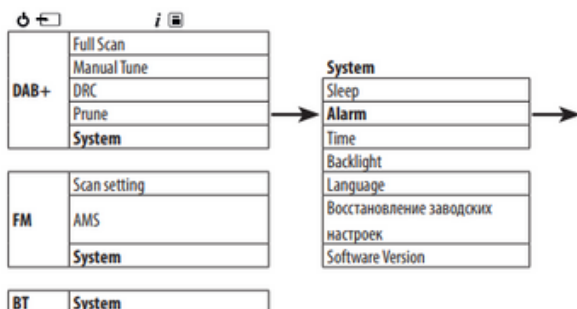 i
DAB+
Full Scan
Manual Tune
DRC
Prune
System
FM
Scan setting
AMS
System
BT
System
System
Sleep
Alarm
Time
Backlight
Language
Восстановление заводских
настроек
Software Version